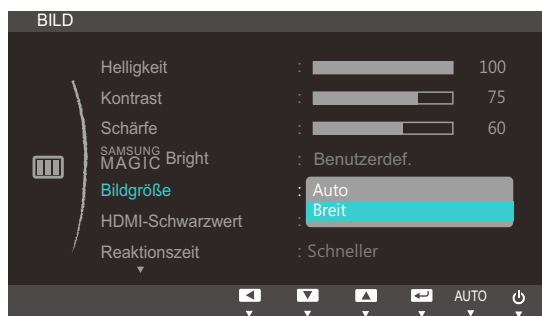 BILD
Helligkeit : 100
Kontrast : 75
Schärfe : 60
SAMSUNG MAGIC Bright : Benutzerdef.
Bildgröße : Auto
Breit
HDMI-Schwarzwert :
Reaktionszeit : Schneller
AUTO